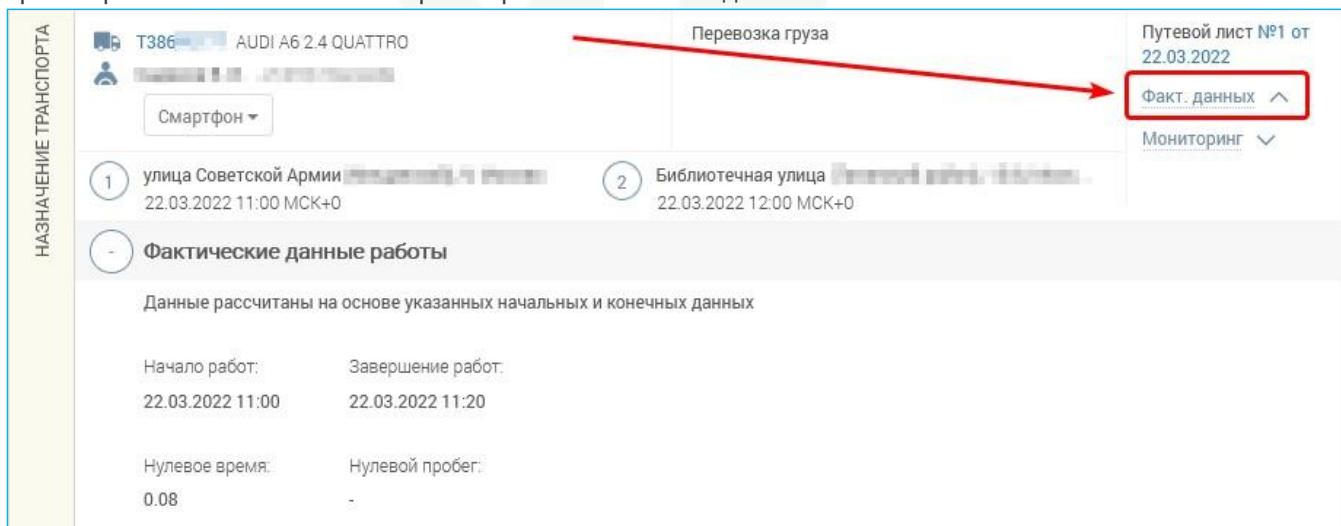 НАЗНАЧЕНИЕ ТРАНСПОРТА
Т386 AUDI A6 2.4 QUATTRO
Перевозка груза
Путевой лист №1 от
22.03.2022
Факт. данных
Смартфон
Мониторинг
1 улица Советской Армии
22.03.2022 11:00 МСК+0
2 Библиотечная улица
22.03.2022 12:00 МСК+0
- Фактические данные работы
Данные рассчитаны на основе указанных начальных и конечных данных
Начало работ: Завершение работ:
22.03.2022 11:00 22.03.2022 11:20
Нулевое время: Нулевой пробег:
0.08 -